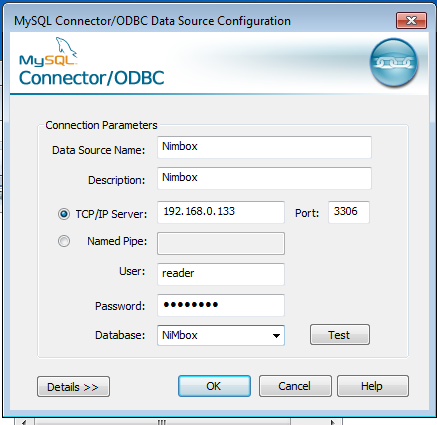 MySQL Connector/ODBC Data Source Configuration
MySQL
Connector/ODBC
Connection Parameters
Data Source Name: Nimbox
Description: Nimbox
TCP/IP Server: 192.168.0.133 Port: 3306
Named Pipe:
User: reader
Password: ●●●●●●●●
Database: NiMbox Test
Details >> OK Cancel Help